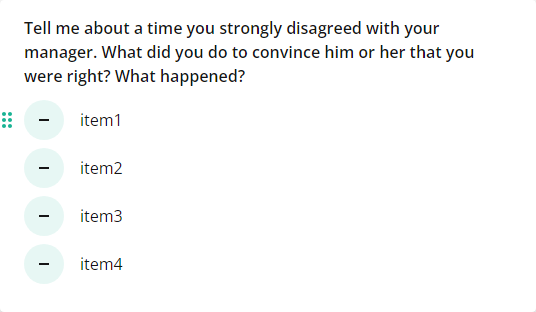 Tell me about a time you strongly disagreed with your
manager. What did you do to convince him or her that you
were right? What happened?
– item1
– item2
– item3
– item4